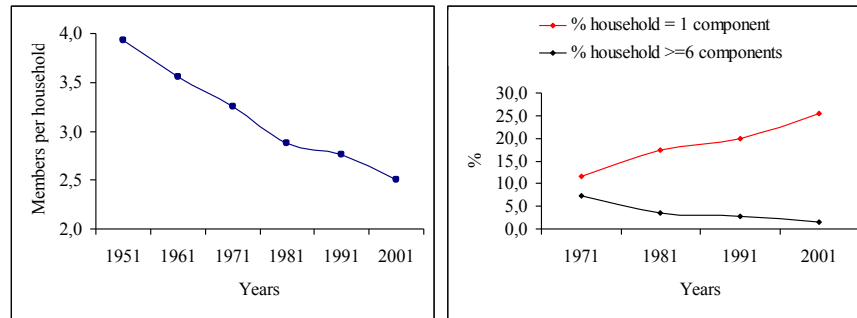 Members per household
4,0
3,5
3,0
2,5
2,0
1951 1961 1971 1981 1991 2001
Years
% household = 1 component
% household >=6 components
%
30,0
25,0
20,0
15,0
10,0
5,0
0,0
1971 1981 1991 2001
Years